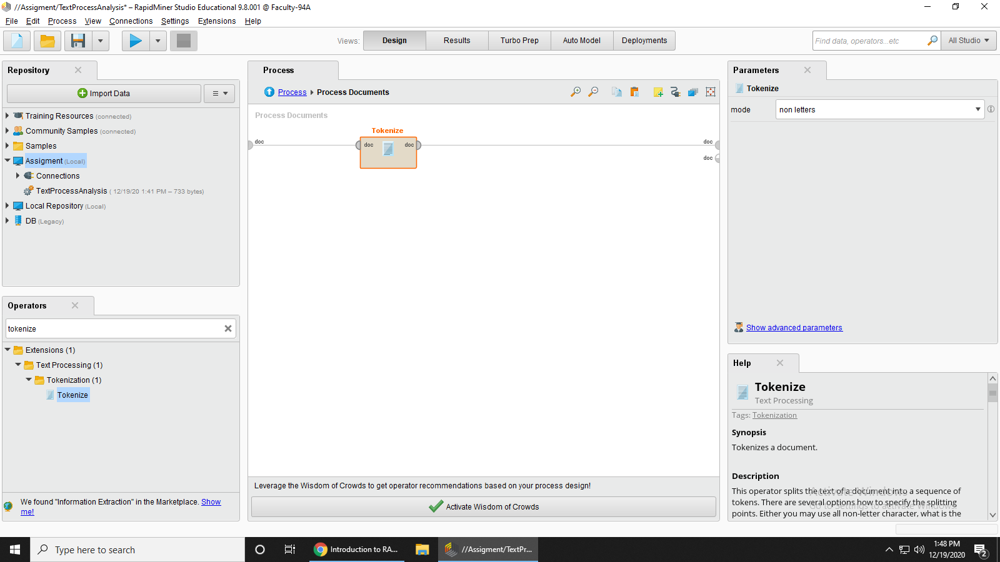 //Assigment/TextProcessAnalysis* – RapidMiner Studio Educational 9.8.001 @ Faculty-94A
File Edit Process View Connections Settings Extensions Help
Views: Design Results Turbo Prep Auto Model Deployments
Find data, operators...etc All Studio
Repository
Import Data
Training Resources (connected)
Community Samples (connected)
Samples
Assigment (Local)
Connections
TextProcessAnalysis ( 12/19/20 1:41 PM – 733 bytes)
Local Repository (Local)
DB (Legacy)
Operators
tokenize
Extensions (1)
Text Processing (1)
Tokenization (1)
Tokenize
We found "Information Extraction" in the Marketplace. Show
me!
Process
Process Process Documents
Process Documents
Tokenize
doc doc doc doc
doc
Leverage the Wisdom of Crowds to get operator recommendations based on your process design!
Activate Wisdom of Crowds
Parameters
Tokenize
mode non letters
Show advanced parameters
Help
Tokenize
Text Processing
Tags: Tokenization
Synopsis
Tokenizes a document.
Description
This operator splits the text of a document into a sequence of
tokens. There are several options how to specify the splitting
points. Either you may use all non-letter character, what is the
Activate Windows
Go to Settings to activate Windows.
Type here to search
Introduction to RA...
//Assigment/TextPr...
1:48 PM
12/19/2020
2